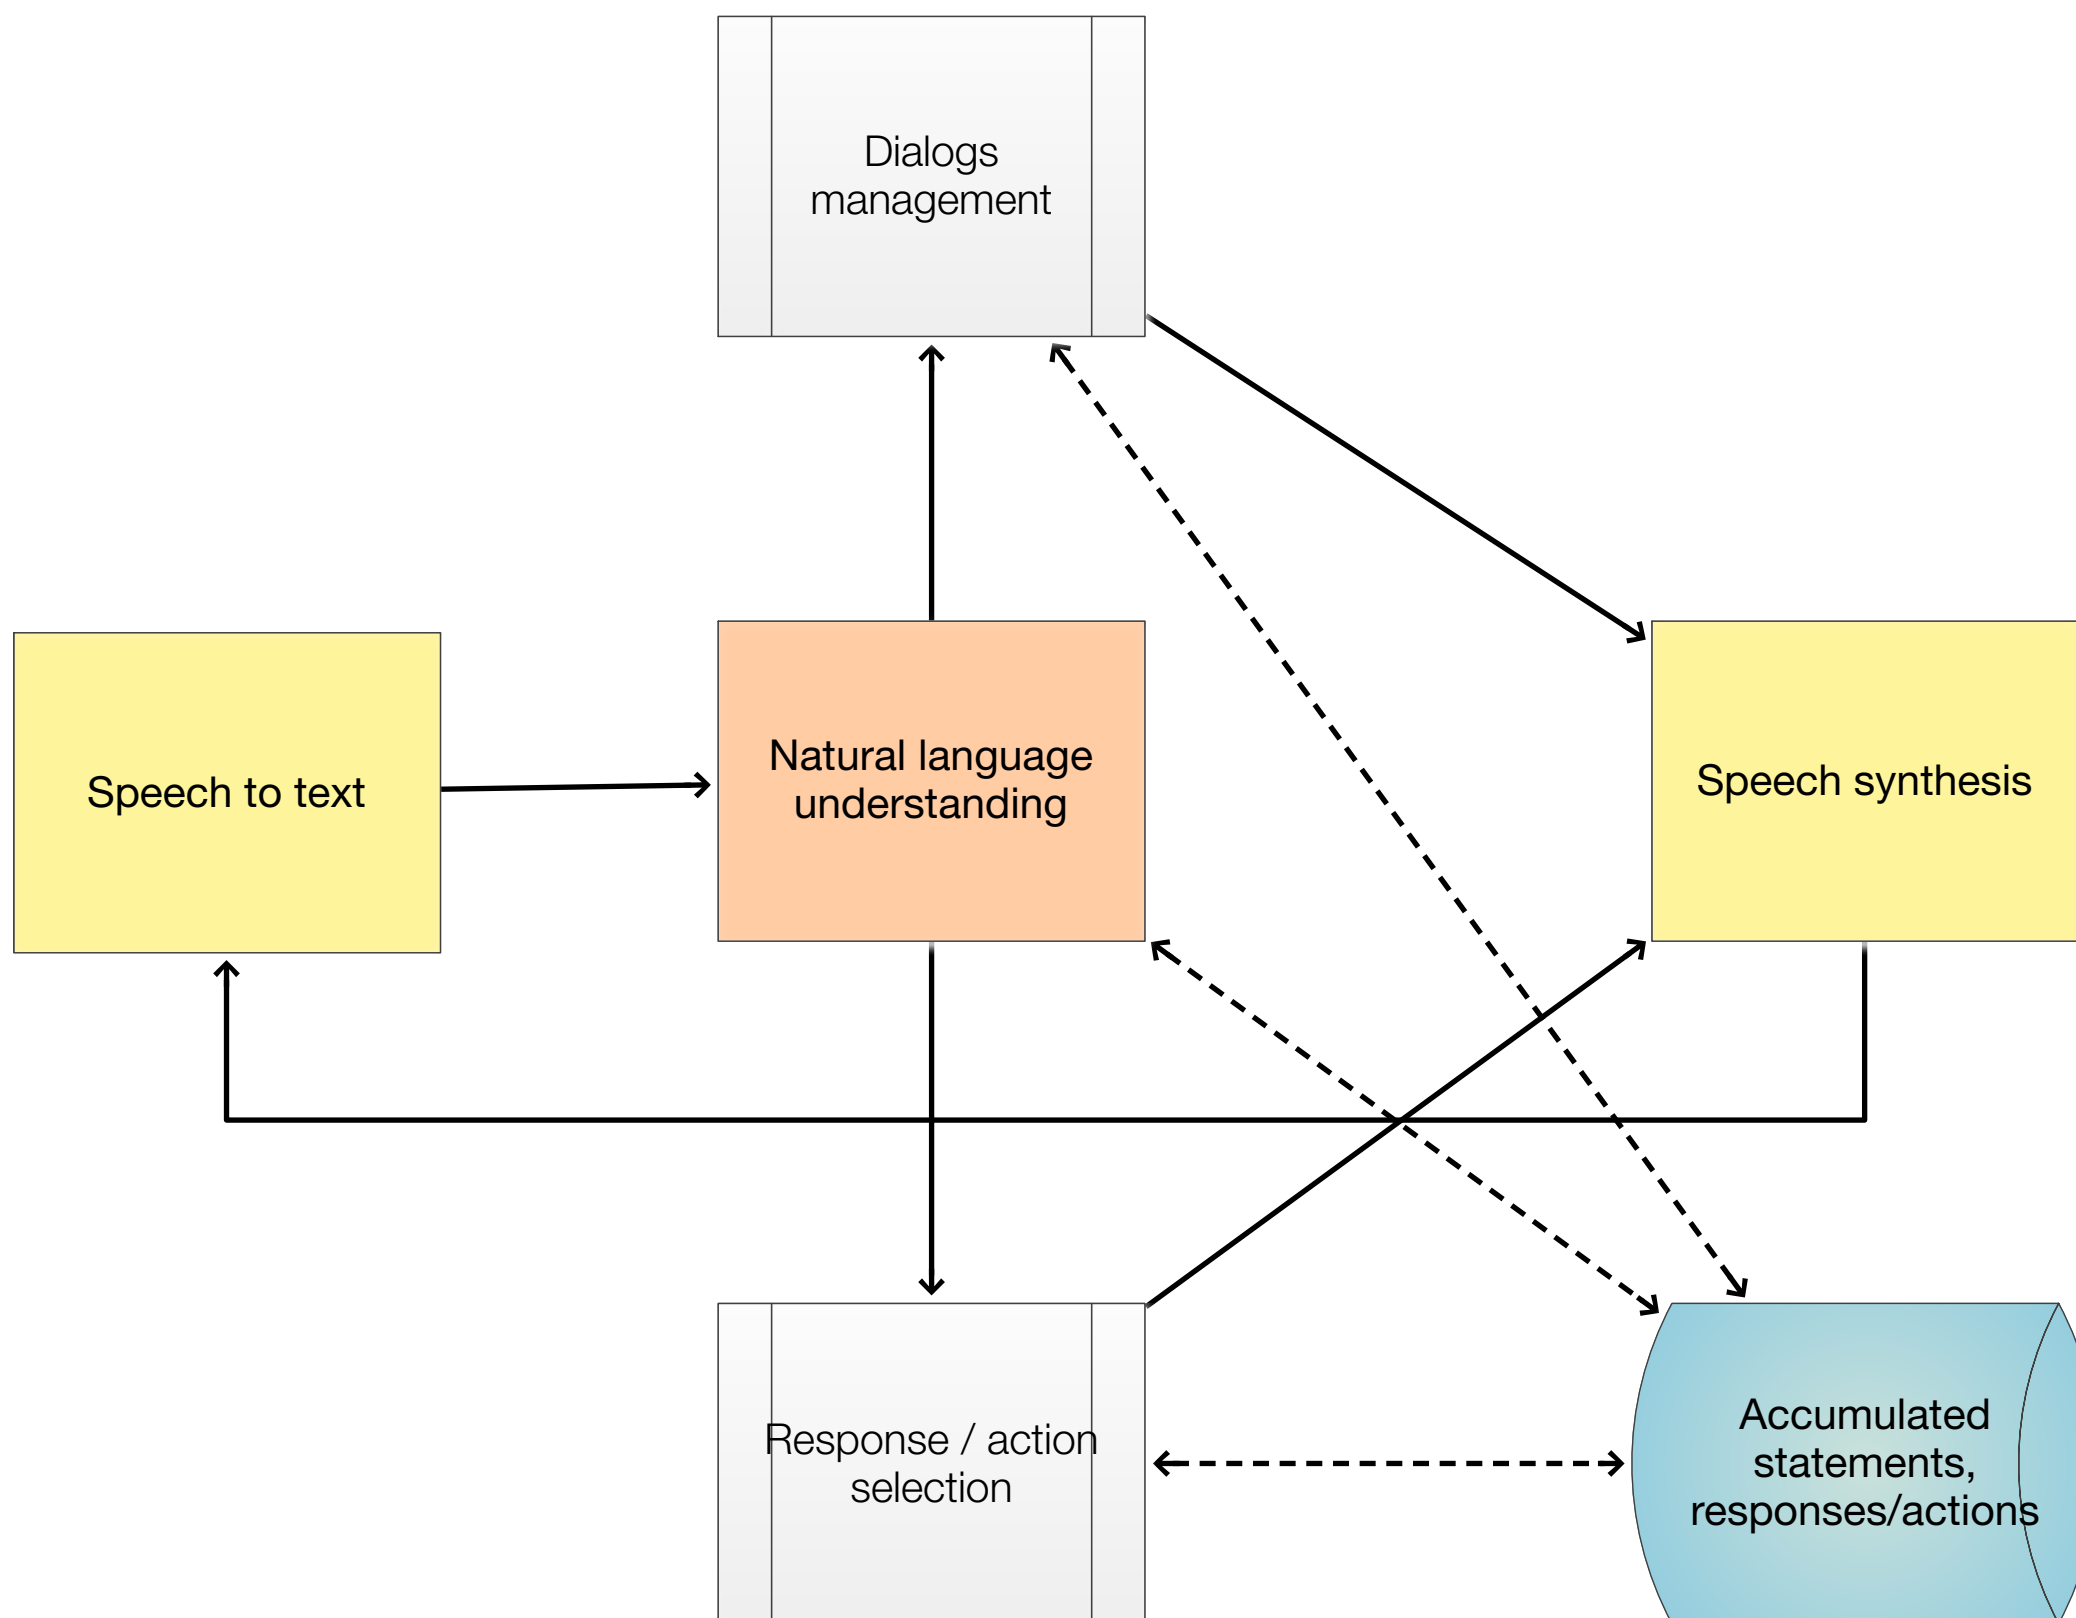 Dialogs
management
Speech to text
Natural language
understanding
Speech synthesis
Response / action
selection
Accumulated
statements,
responses/actions